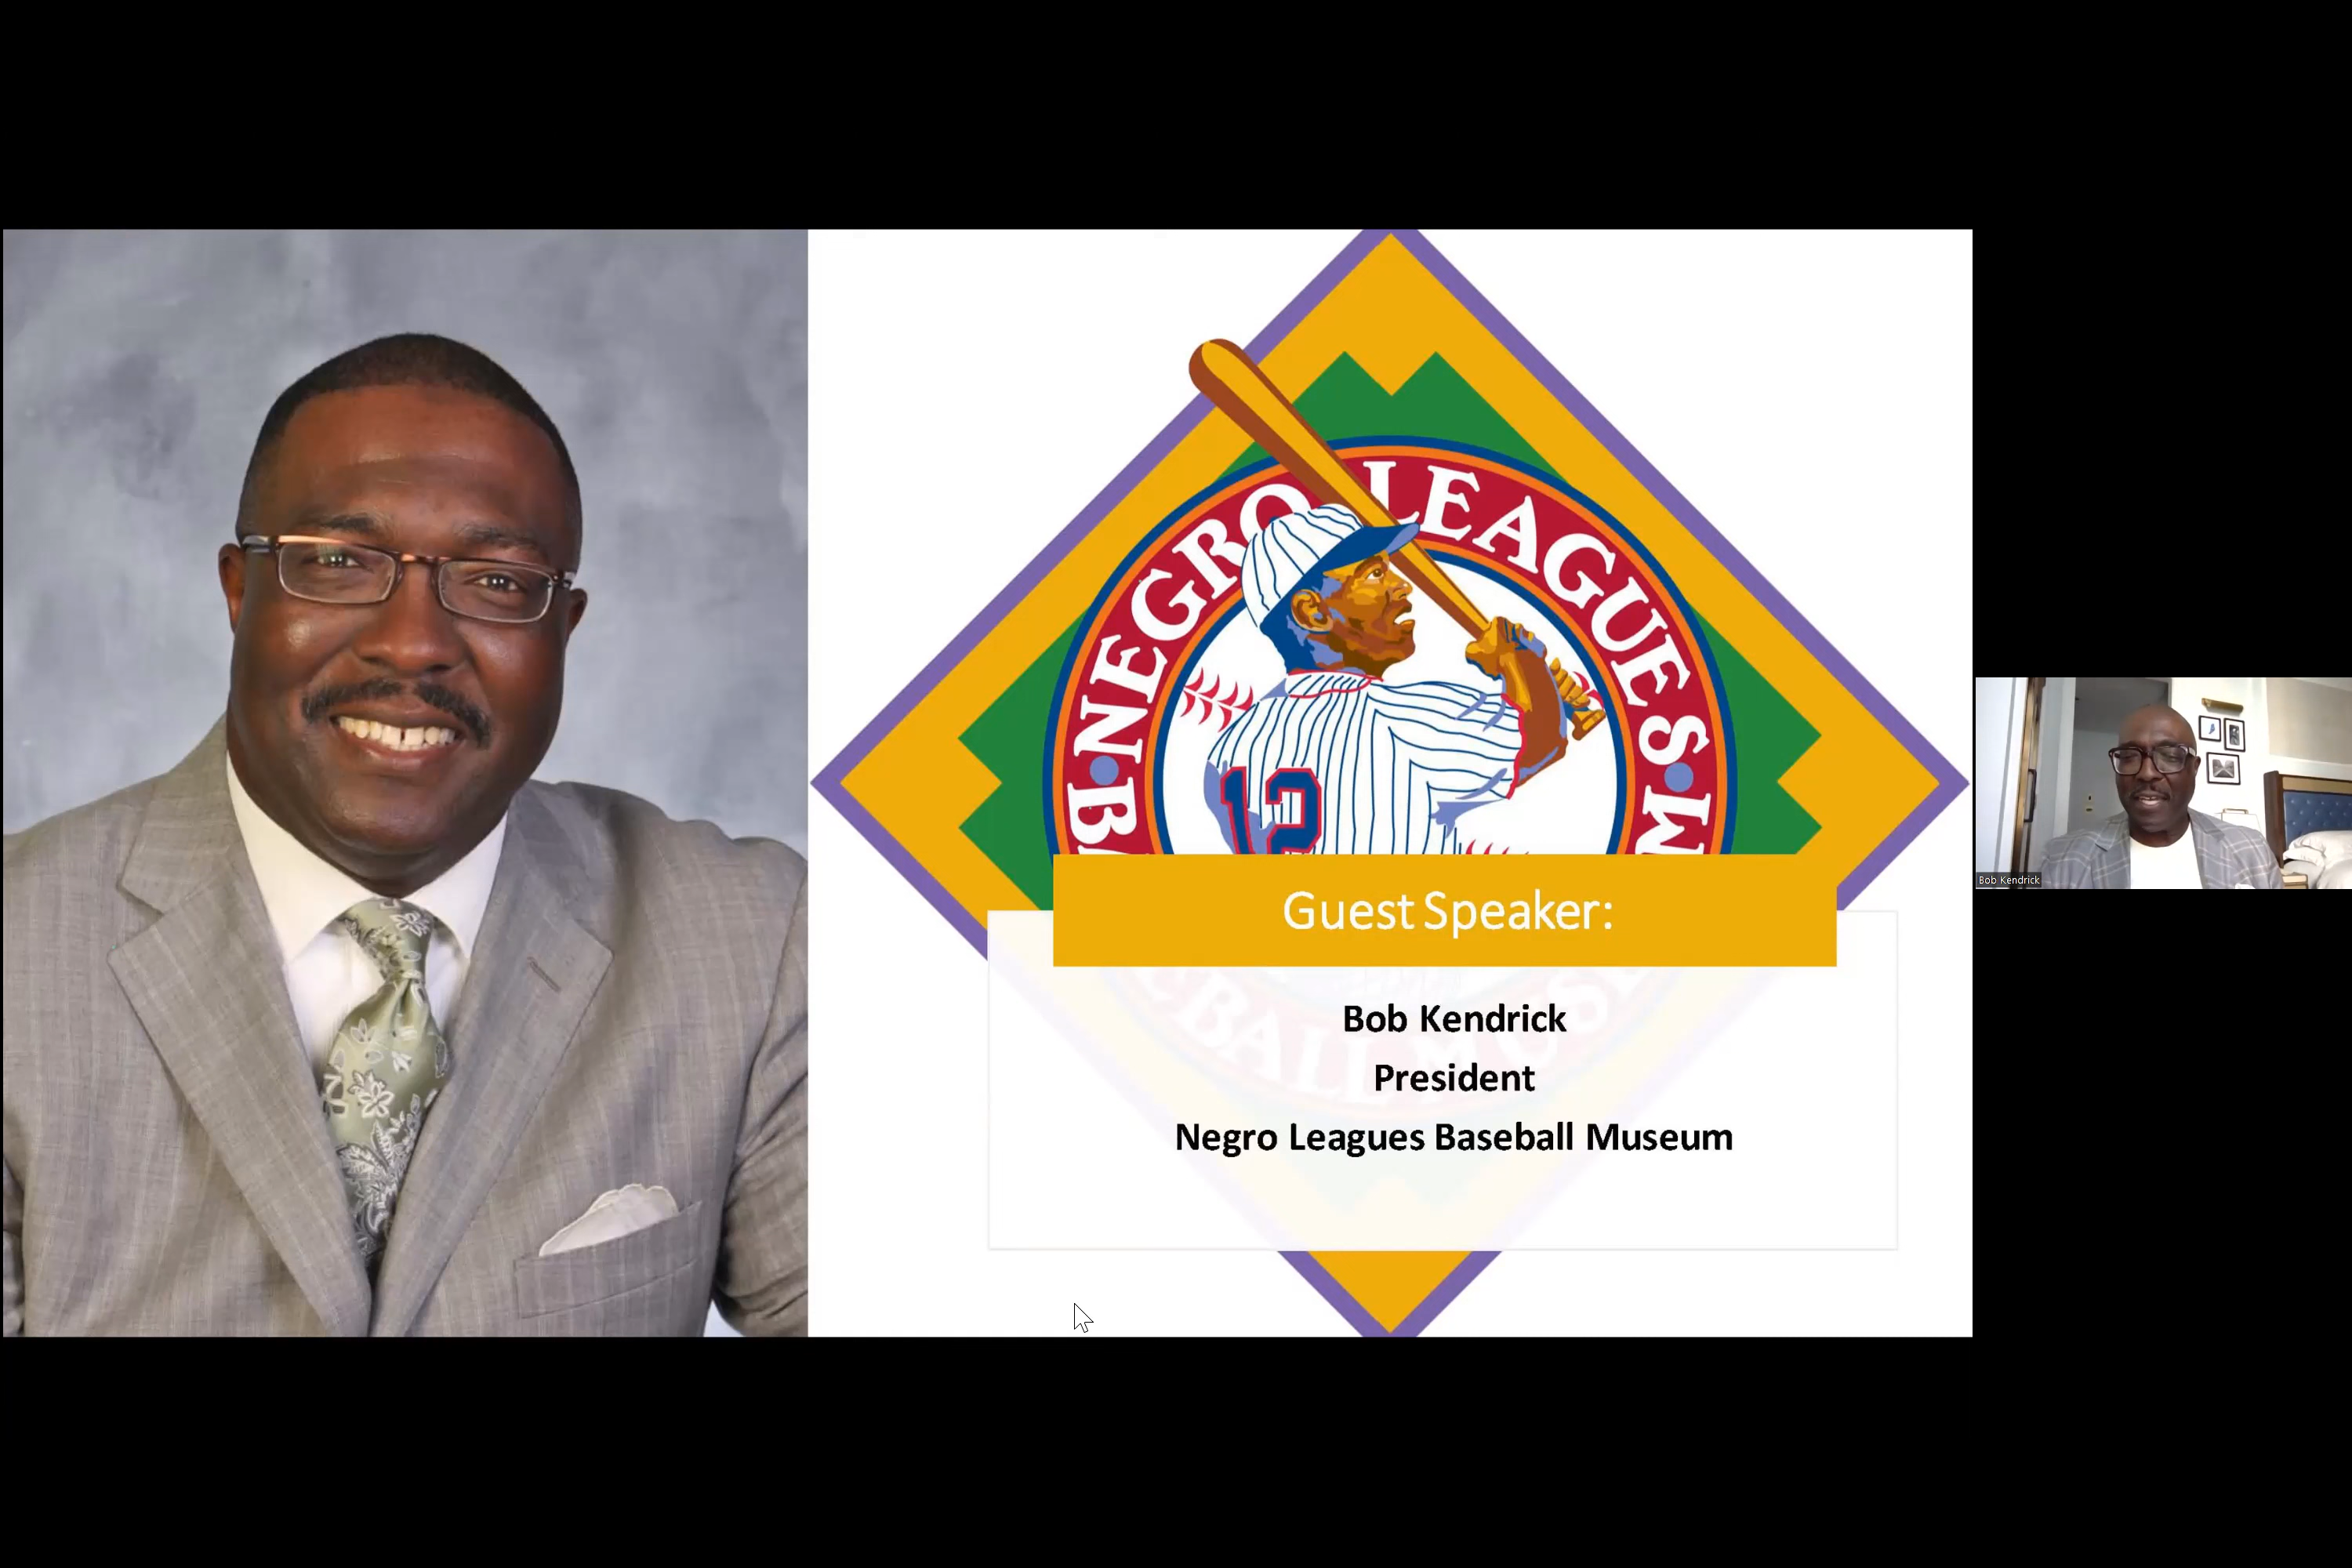 NEGRO LEAGUES
12
Guest Speaker:
Bob Kendrick
President
Negro Leagues Baseball Museum
Bob Kendrick